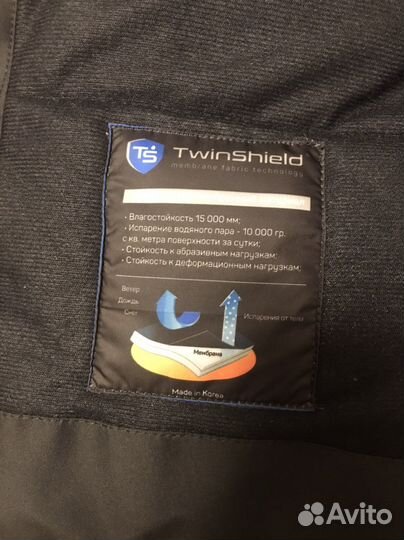 TS TwinShield
membrane fabric technology
• Влагостойкость 15 000 мм;
• Испарение водяного пара - 10 000 гр.
с кв. метра поверхности за сутки;
• Стойкость к абразивным нагрузкам;
• Стойкость к деформационным нагрузкам;
Ветер
Дождь
Снег
Испарения от тела
Мембрана
Made in Korea
Avito